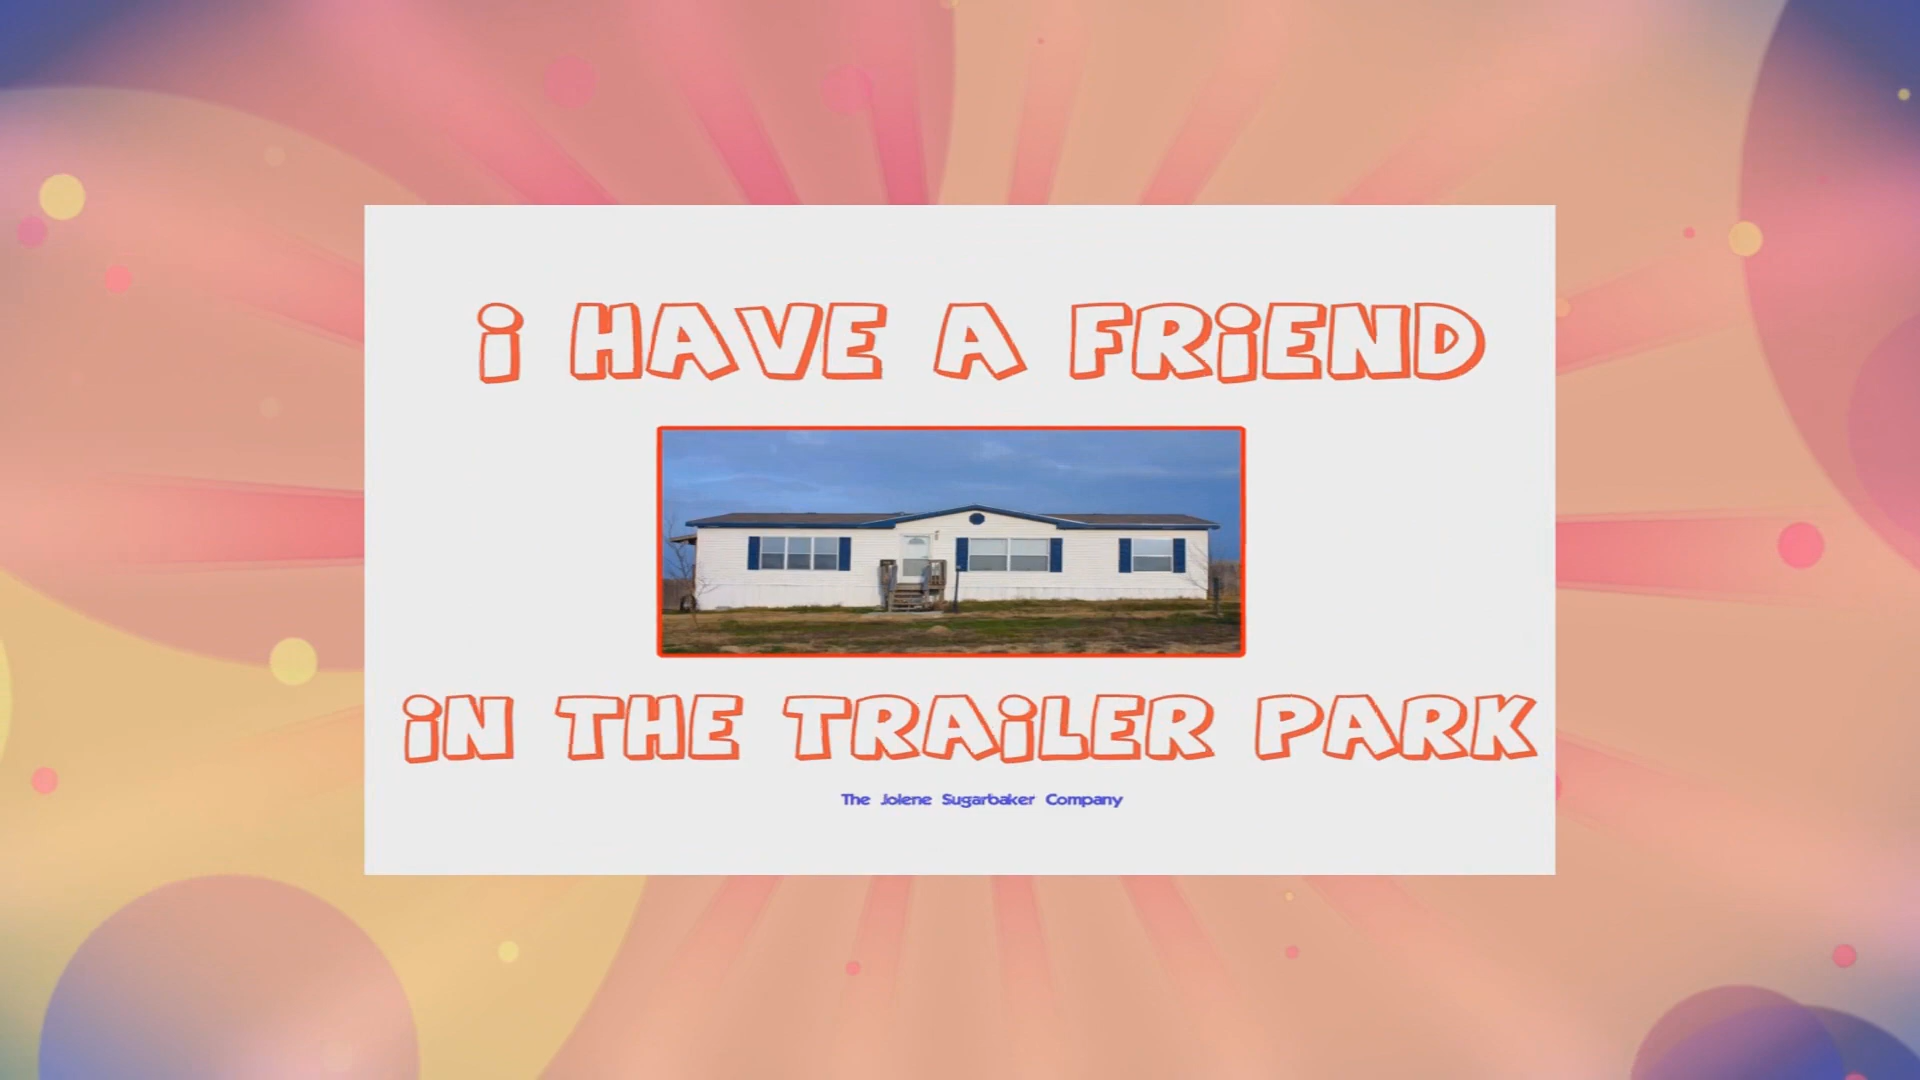 i HAVE A FRiEND
iN THE TRAiLER PARK
The Jolene Sugarbaker Company